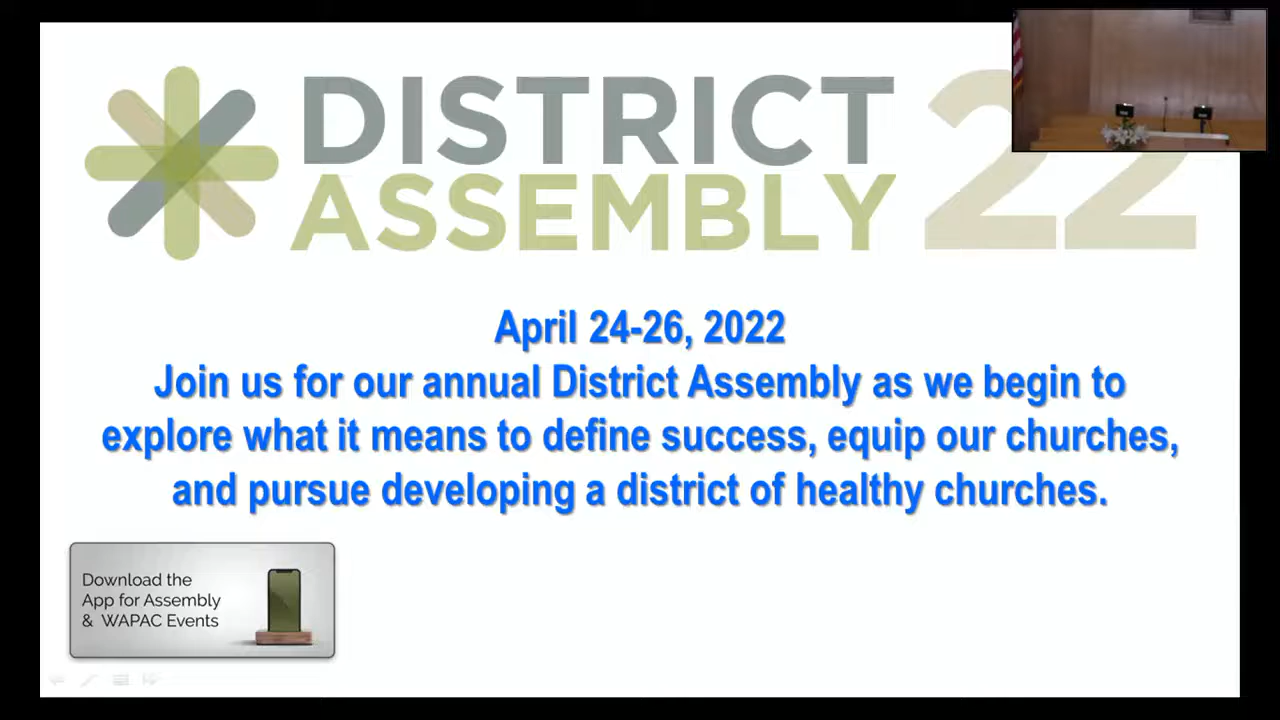 DISTRICT
ASSEMBLY 22
April 24-26, 2022
Join us for our annual District Assembly as we begin to
explore what it means to define success, equip our churches,
and pursue developing a district of healthy churches.
Download the
App for Assembly
& WAPAC Events